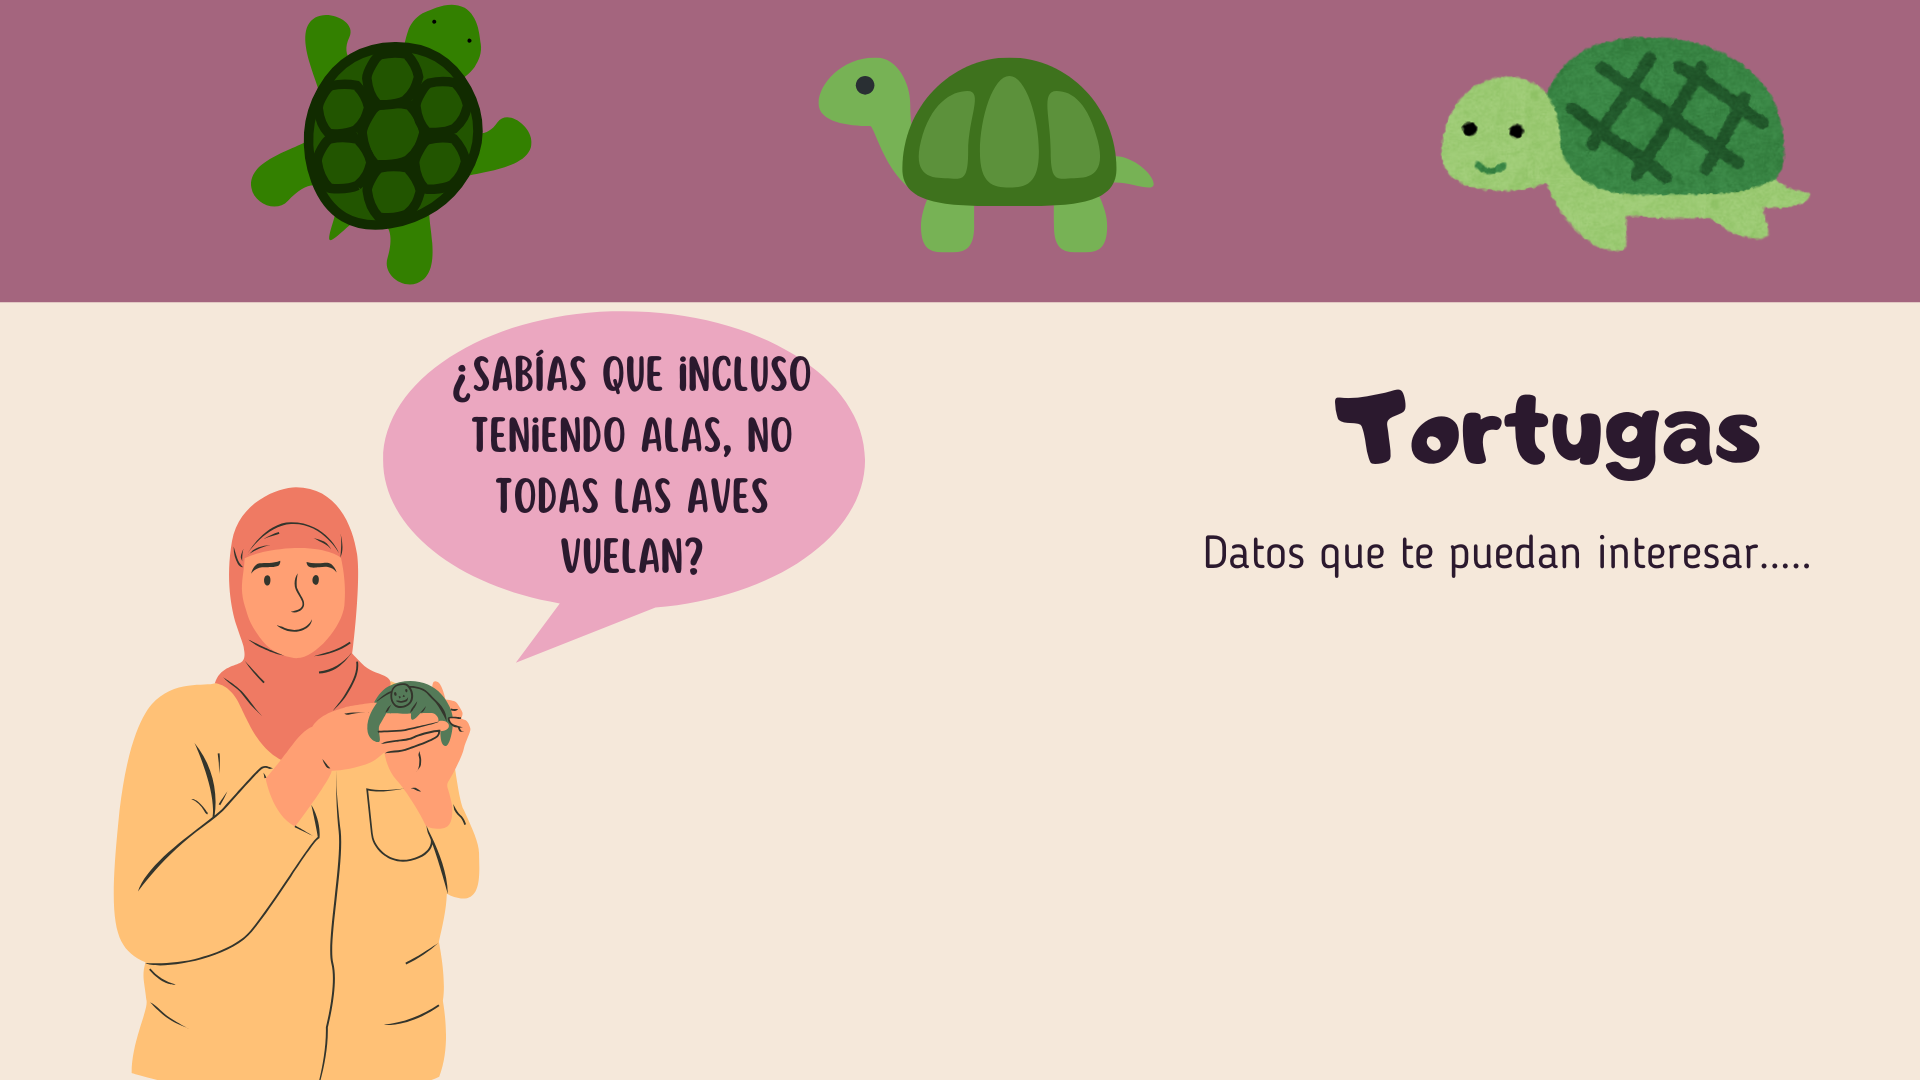 ¿SABÍAS QUE INCLUSO
TENIENDO ALAS, NO
TODAS LAS AVES
VUELAN?
Tortugas
Datos que te puedan interesar.....